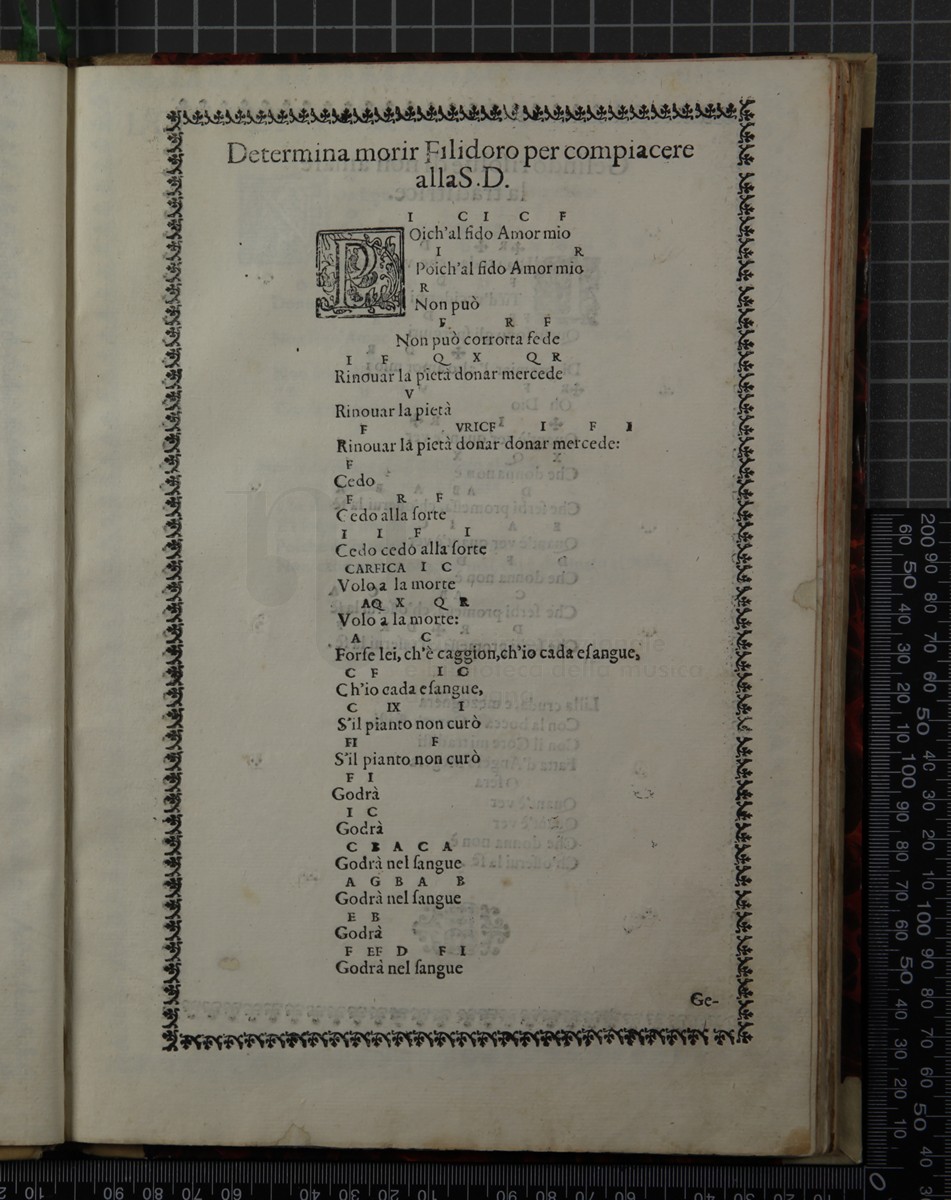 Determina morir Filidoro per compiacere
alla S. D.
I C I C F
POich'al fido Amor mio
I R
Poich'al fido Amor mio
R
Non può
F R F
Non può corrotta fede
I F Q X Q R
Rinouar la pietà donar mercede
V
Rinouar la pietà
F VRICF I F I
Rinouar la pietà donar donar mercede:
F
Cedo
F R F
Cedo alla ſorte
I I F I
Cedo cedo alla ſorte
CARFICA I C
Volo a la morte
AQ X Q R
Volo a la morte:
A C
Forſe lei, ch'è caggion, ch'io cada eſangue,
C F I C
Ch'io cada eſangue,
C IX I
S'il pianto non curò
FI F
S'il pianto non curò
F I
Godrà
I C
Godrà
C B A C A
Godrà nel ſangue
A G B A B
Godrà nel ſangue
E B
Godrà
F EF D F I
Godrà nel ſangue
Ge-